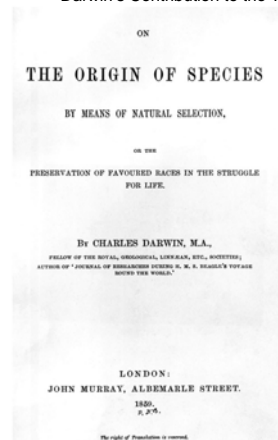 Darwin's Contribution to the
ON
THE ORIGIN OF SPECIES
BY MEANS OF NATURAL SELECTION,
OR THE
PRESERVATION OF FAVOURED RACES IN THE STRUGGLE
FOR LIFE.
BY CHARLES DARWIN, M.A.,
FELLOW OF THE ROYAL, GEOLOGICAL, LINNÆAN, ETC., SOCIETIES;
AUTHOR OF 'JOURNAL OF RESEARCHES DURING H. M. S. BEAGLE'S VOYAGE
ROUND THE WORLD.'
LONDON:
JOHN MURRAY, ALBEMARLE STREET.
1859.
The right of Translation is reserved.